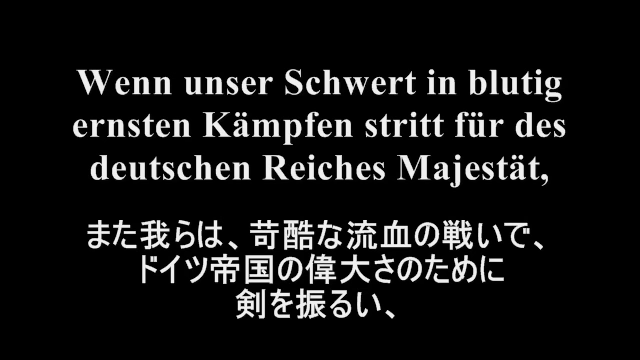 Wenn unser Schwert in blutig
ernsten Kämpfen stritt für des
deutschen Reiches Majestät,
また我らは、苛酷な流血の戦いで、
ドイツ帝国の偉大さのために
剣を振るい、